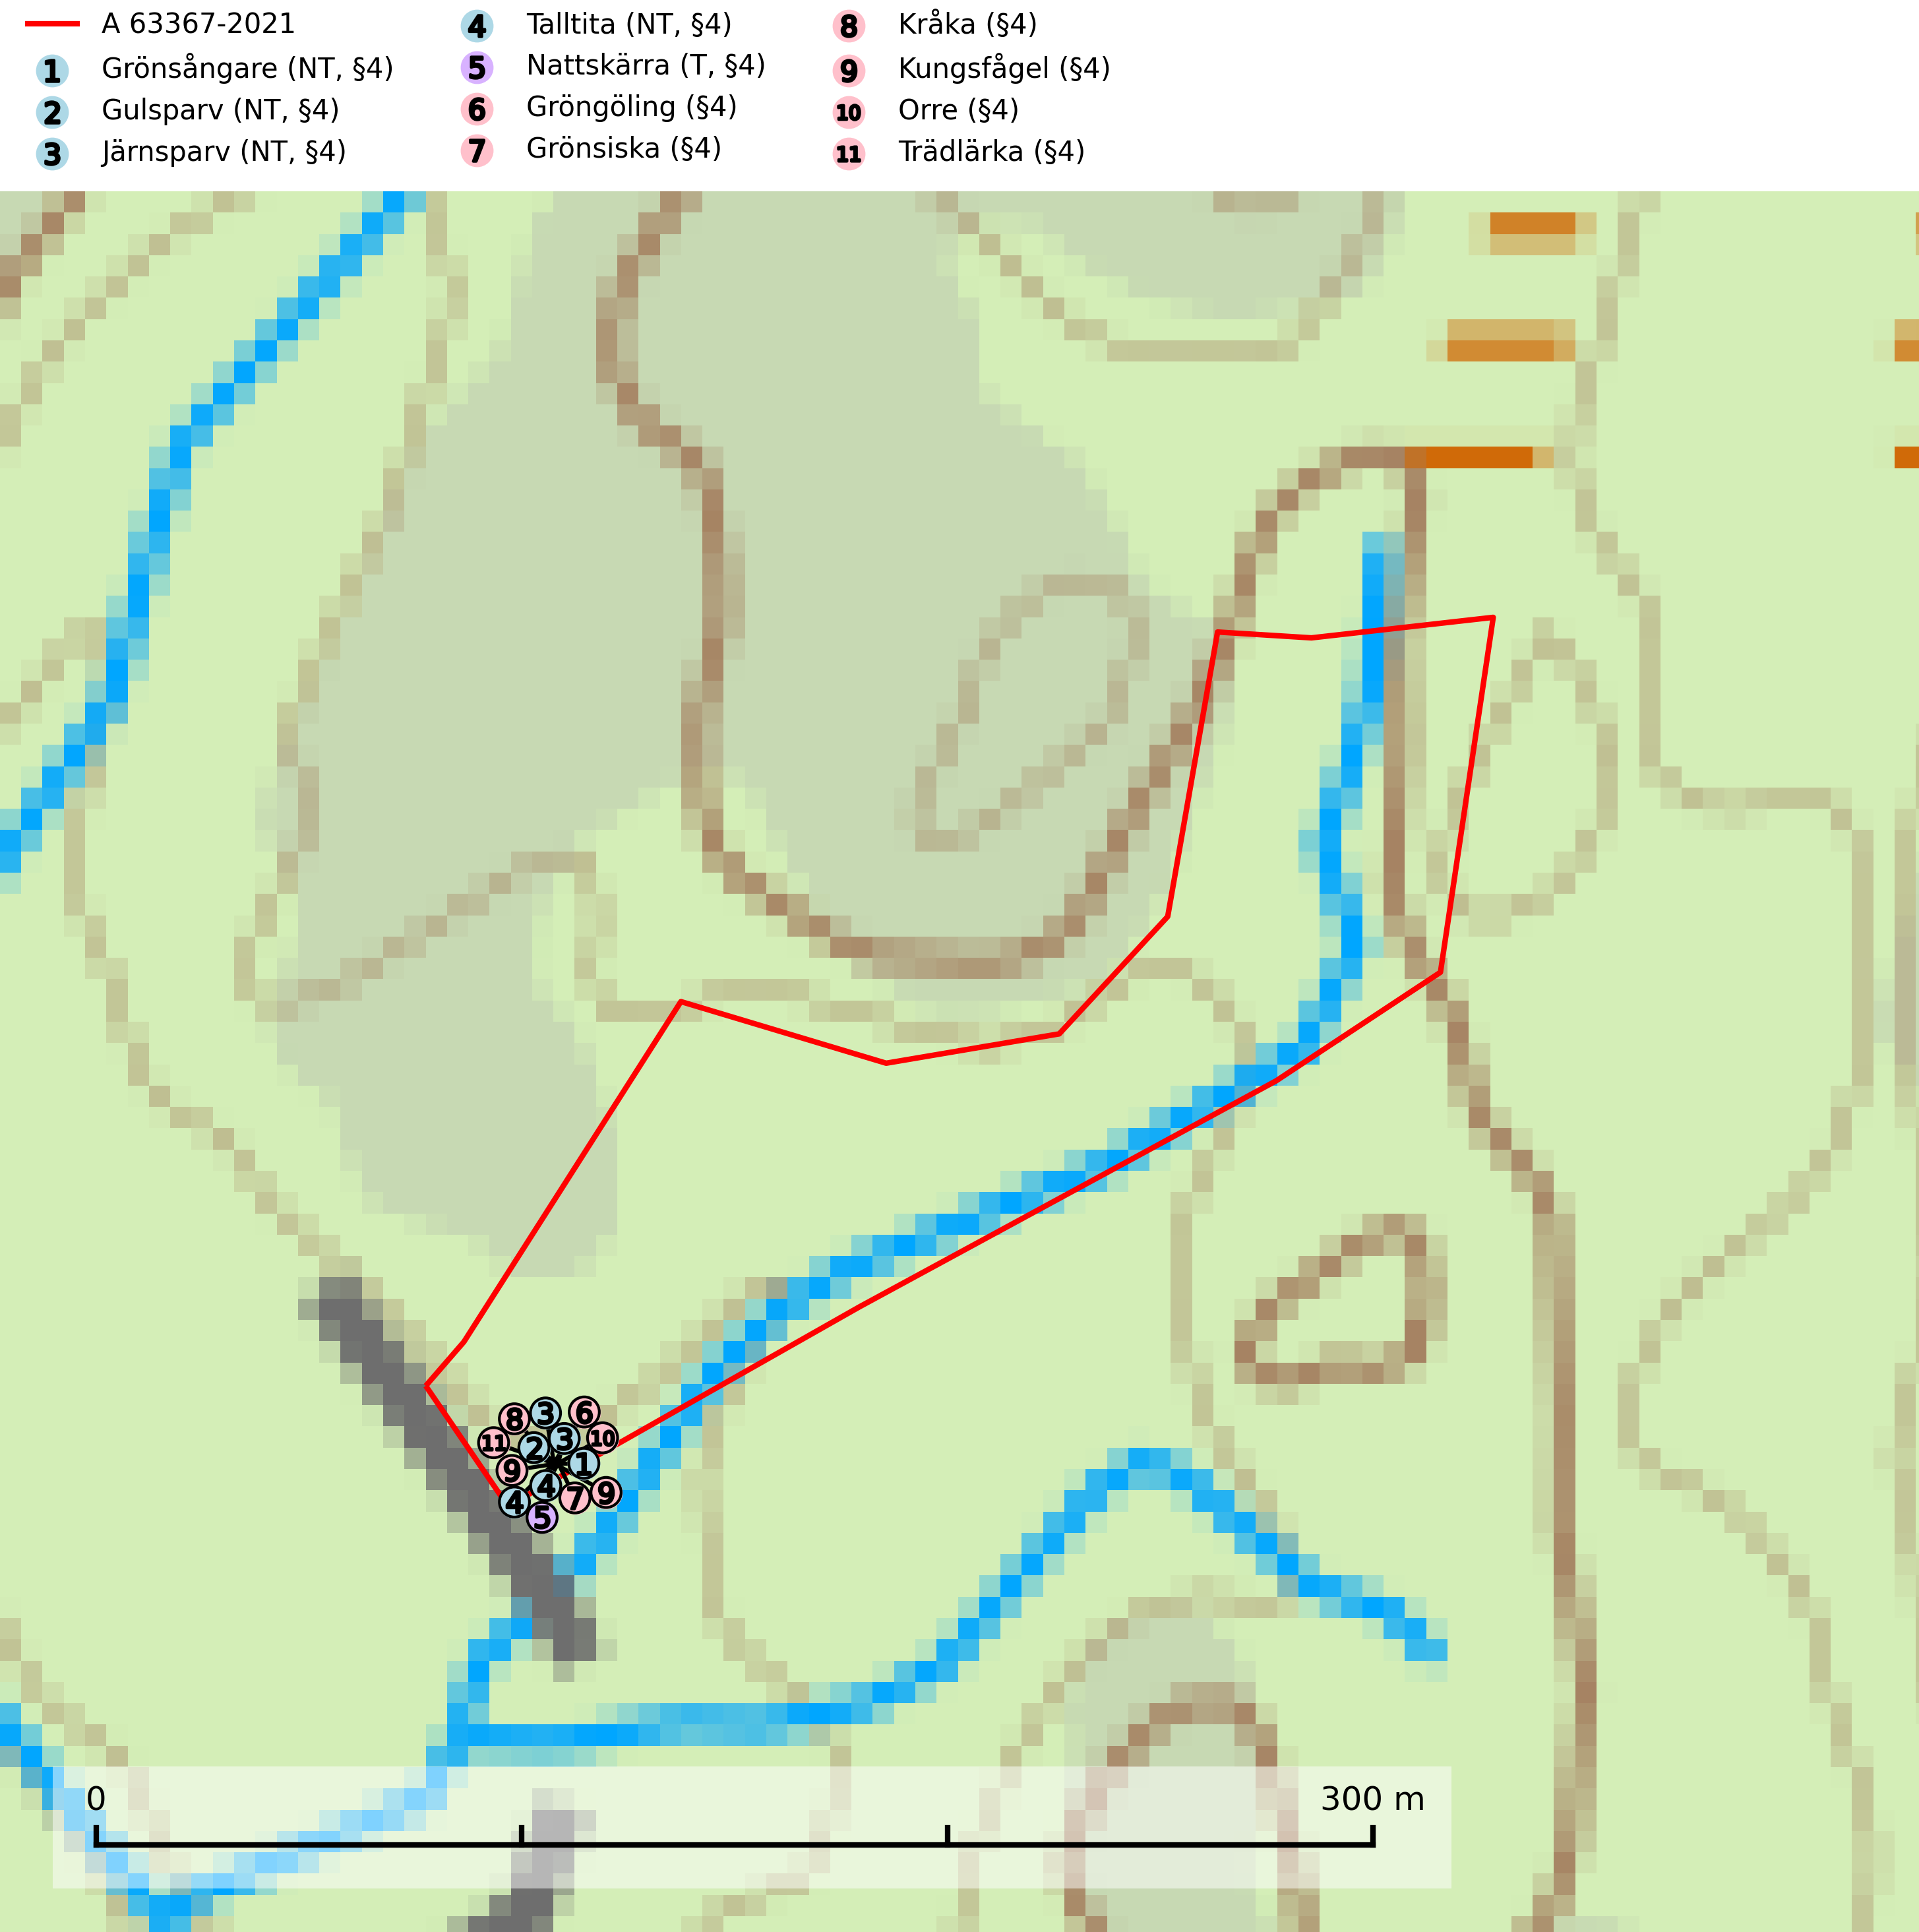 A 63367-2021
1 Grönsångare (NT, §4)
2 Gulsparv (NT, §4)
3 Järnsparv (NT, §4)
4 Talltita (NT, §4)
5 Nattskärra (T, §4)
6 Gröngöling (§4)
7 Grönsiska (§4)
8 Kråka (§4)
9 Kungsfågel (§4)
10 Orre (§4)
11 Trädlärka (§4)
8 3 6
11 2 3 10
9 1
4 4 7 9
5
0 300 m